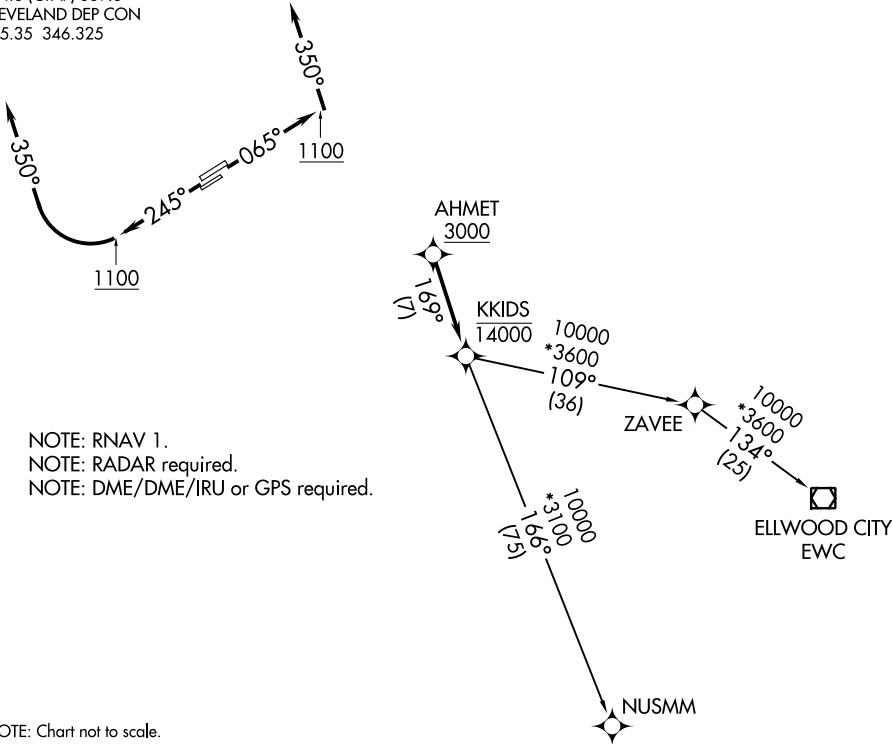 EVELAND DEP CON
5.35 346.325
350°
350°
065°
1100
245°
1100
AHMET
3000
169°
(7)
KKIDS
14000
10000
*3600
109°
(36)
ZAVEE
10000
*3600
134°
(25)
ELLWOOD CITY
EWC
NOTE: RNAV 1.
NOTE: RADAR required.
NOTE: DME/DME/IRU or GPS required.
10000
*3100
166°
(75)
NUSMM
OTE: Chart not to scale.